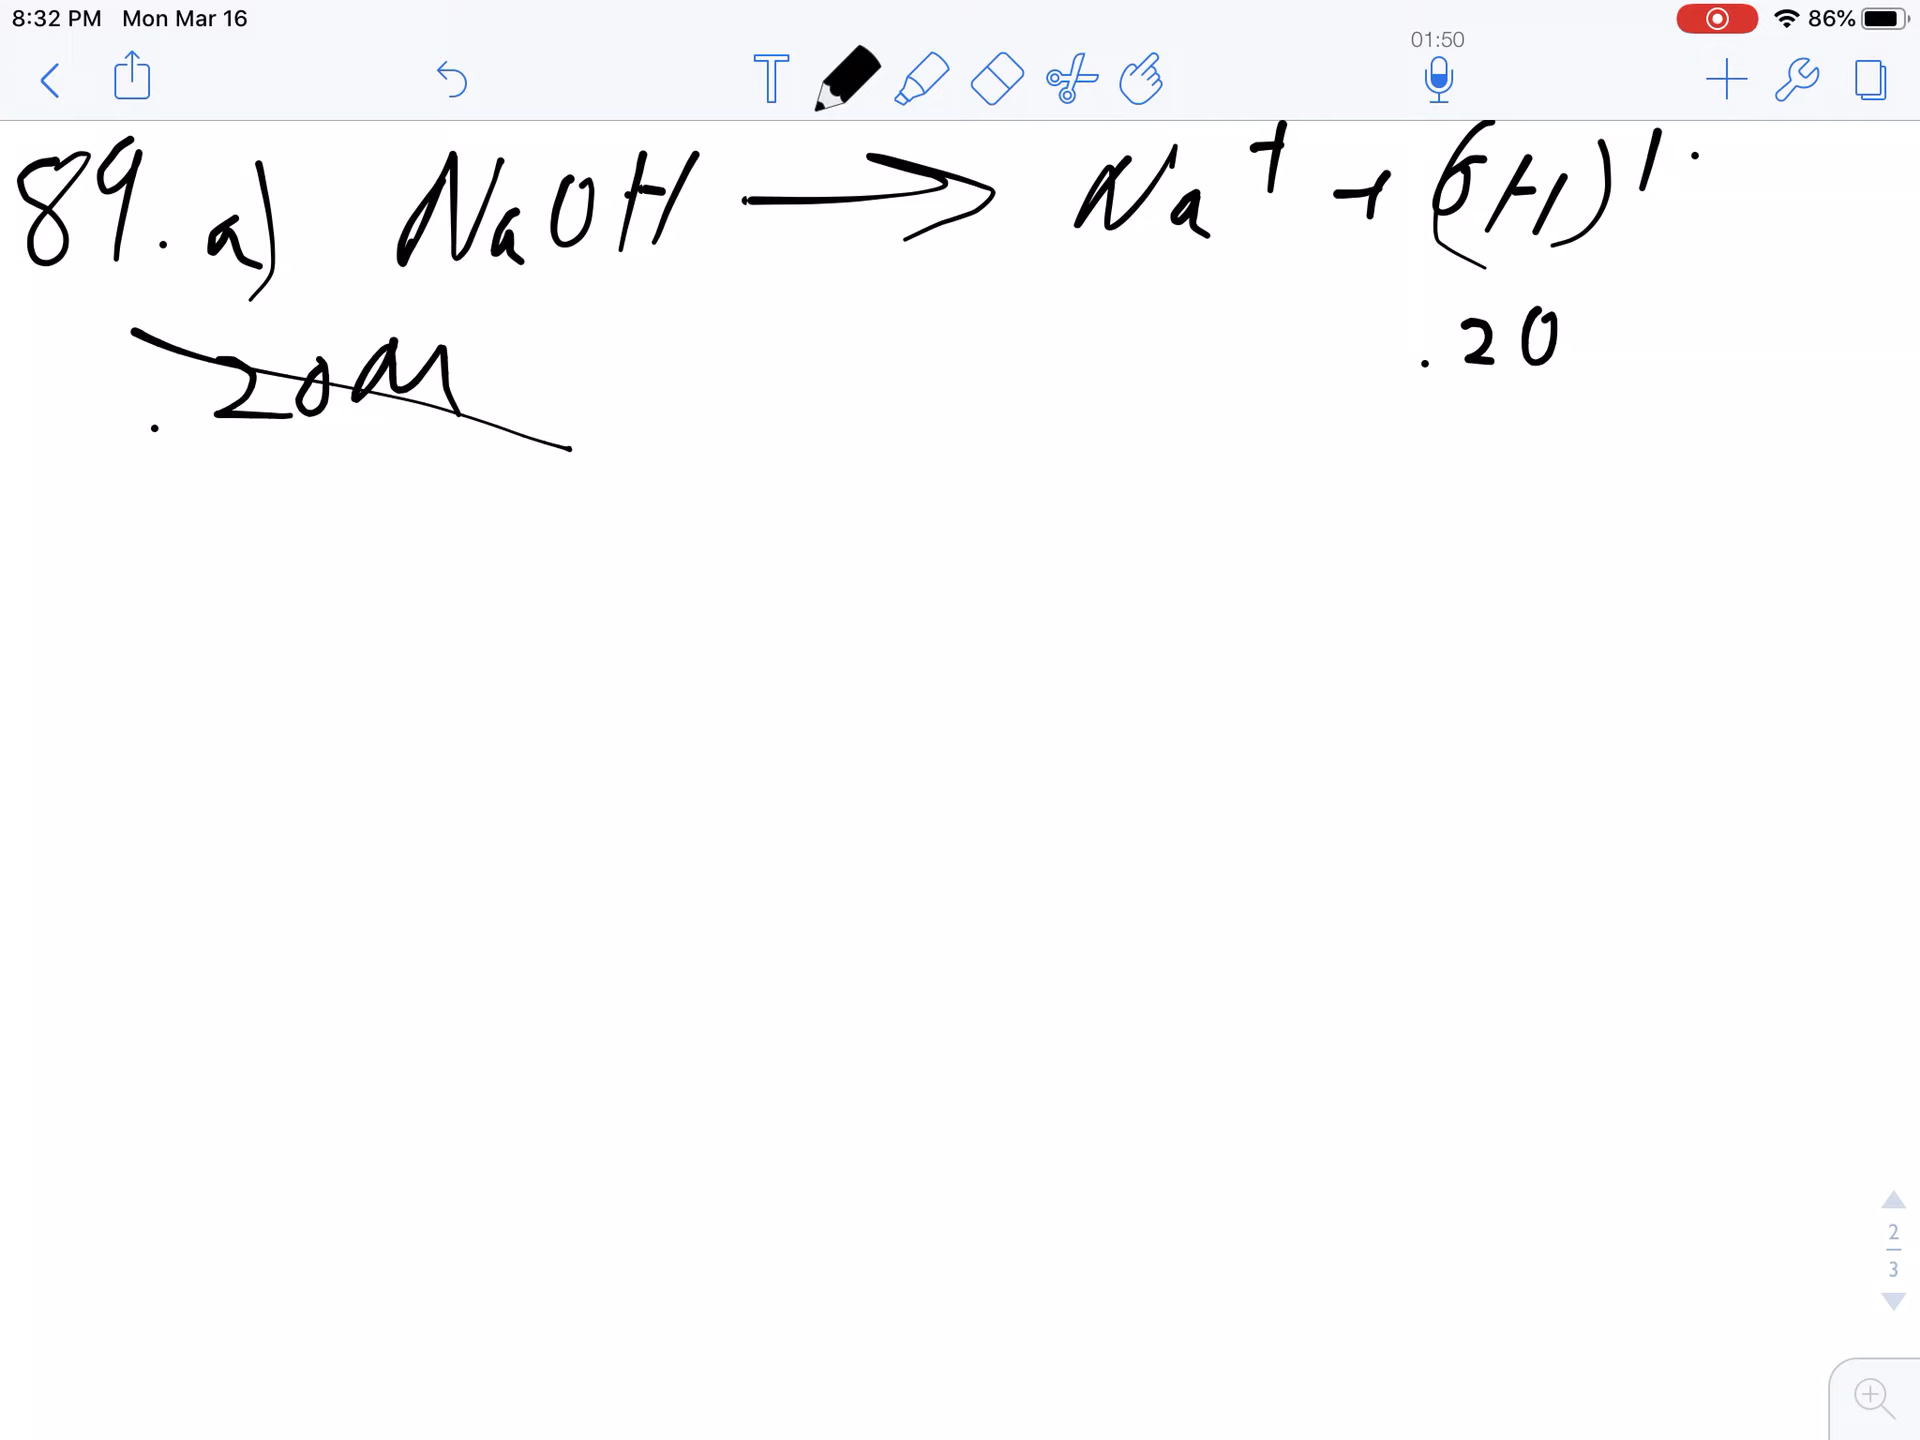 8:32 PM Mon Mar 16
86%
01:50
T
89. a) NaOH → Na⁺ + (OH)¹⁻
.20M
.20
2
3